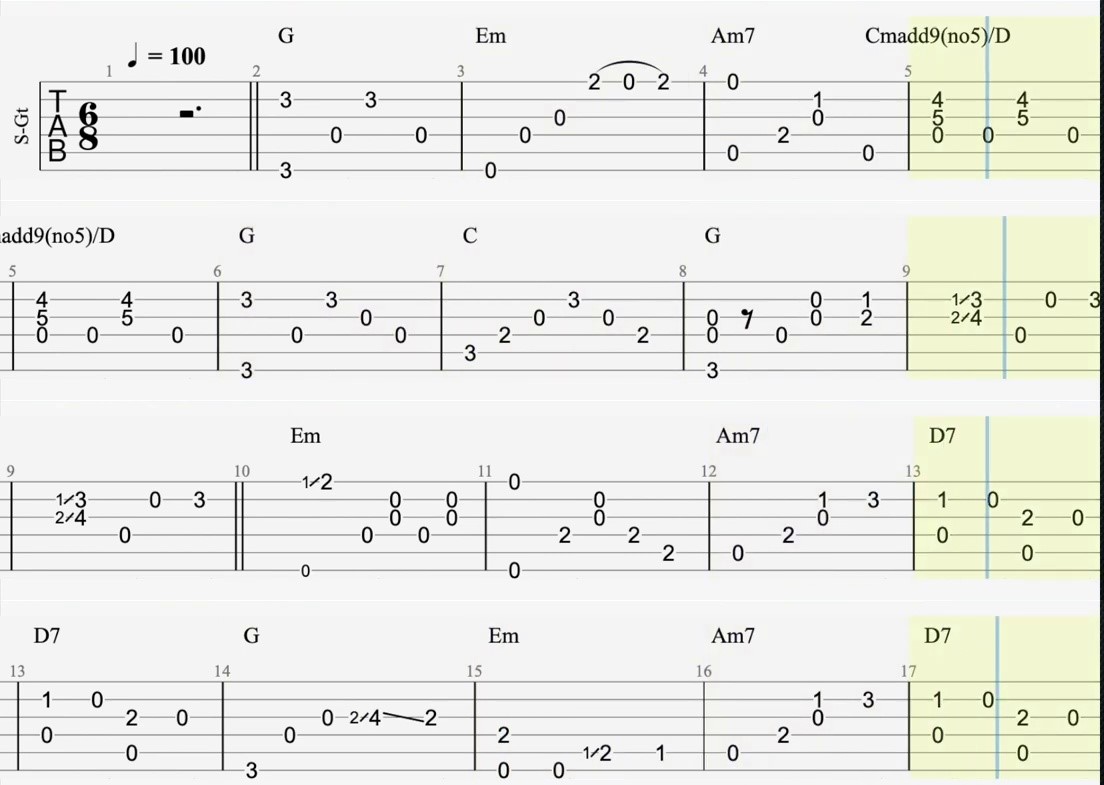 G Em Am7 Cmadd9(no5)/D
1 ♩ = 100 2 3 4 5
S-Gt TAB 6/8
2 0 2 0
3 3 1 4 4
0 0 5 5
0 0 0 2 0 0 0
0 0
3 0
madd9(no5)/D G C G
5 6 7 8 9
4 4 3 3 3 0 1 1/3 0 3
5 5 0 0 0 0 0 2 2/4
0 0 0 0 0 2 2 0 0 0
3
3 3
Em Am7 D7
9 10 11 12 13
1/2 0
1/3 0 3 0 0 0 1 3 1 0
2/4 0 0 0 0 2 0
0 0 0 2 2 2 0
2 0 0
0 0
D7 G Em Am7 D7
13 14 15 16 17
1 0 1 3 1 0
2 0 0 2/4 2 0 2 0
0 0 2 2 0
0 1/2 1 0 0
3 0 0